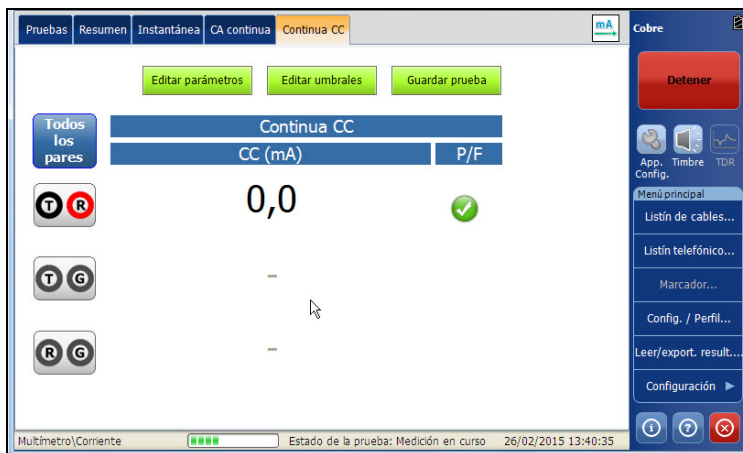 Pruebas Resumen Instantánea CA continua Continua CC
mA
Cobre
Editar parámetros Editar umbrales Guardar prueba
Detener
Todos
los
pares
Continua CC
CC (mA) P/F
App.
Config.
Timbre TDR
Menú principal
T R 0,0
Listín de cables...
Listín telefónico...
T G –
Marcador...
Config. / Perfil...
R G –
Leer/export. result....
Configuración
Multímetro\Corriente Estado de la prueba: Medición en curso 26/02/2015 13:40:35